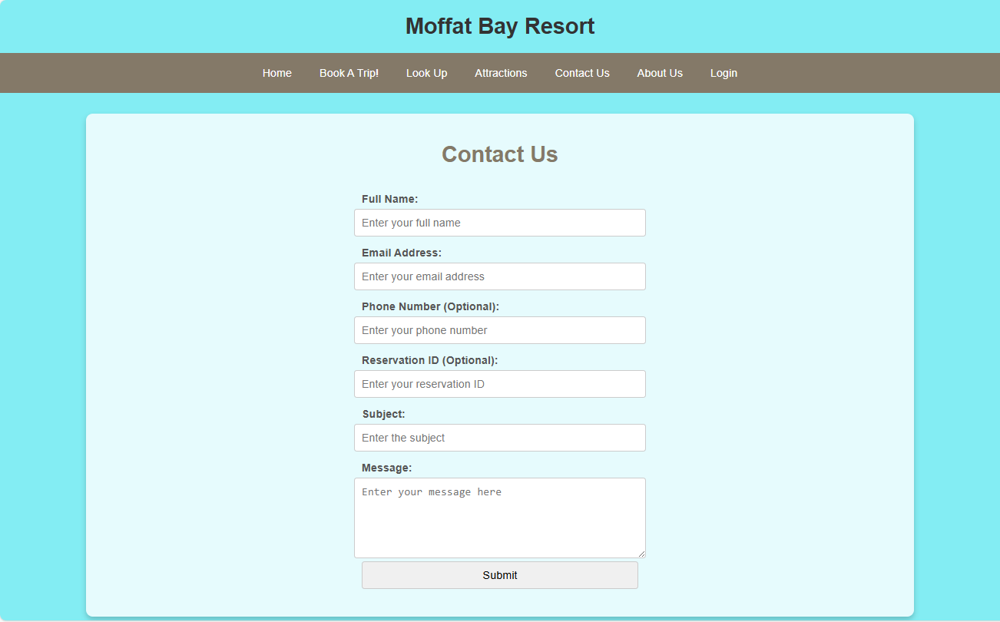 Moffat Bay Resort
Home Book A Trip! Look Up Attractions Contact Us About Us Login
Contact Us
Full Name:
Enter your full name
Email Address:
Enter your email address
Phone Number (Optional):
Enter your phone number
Reservation ID (Optional):
Enter your reservation ID
Subject:
Enter the subject
Message:
Enter your message here
Submit